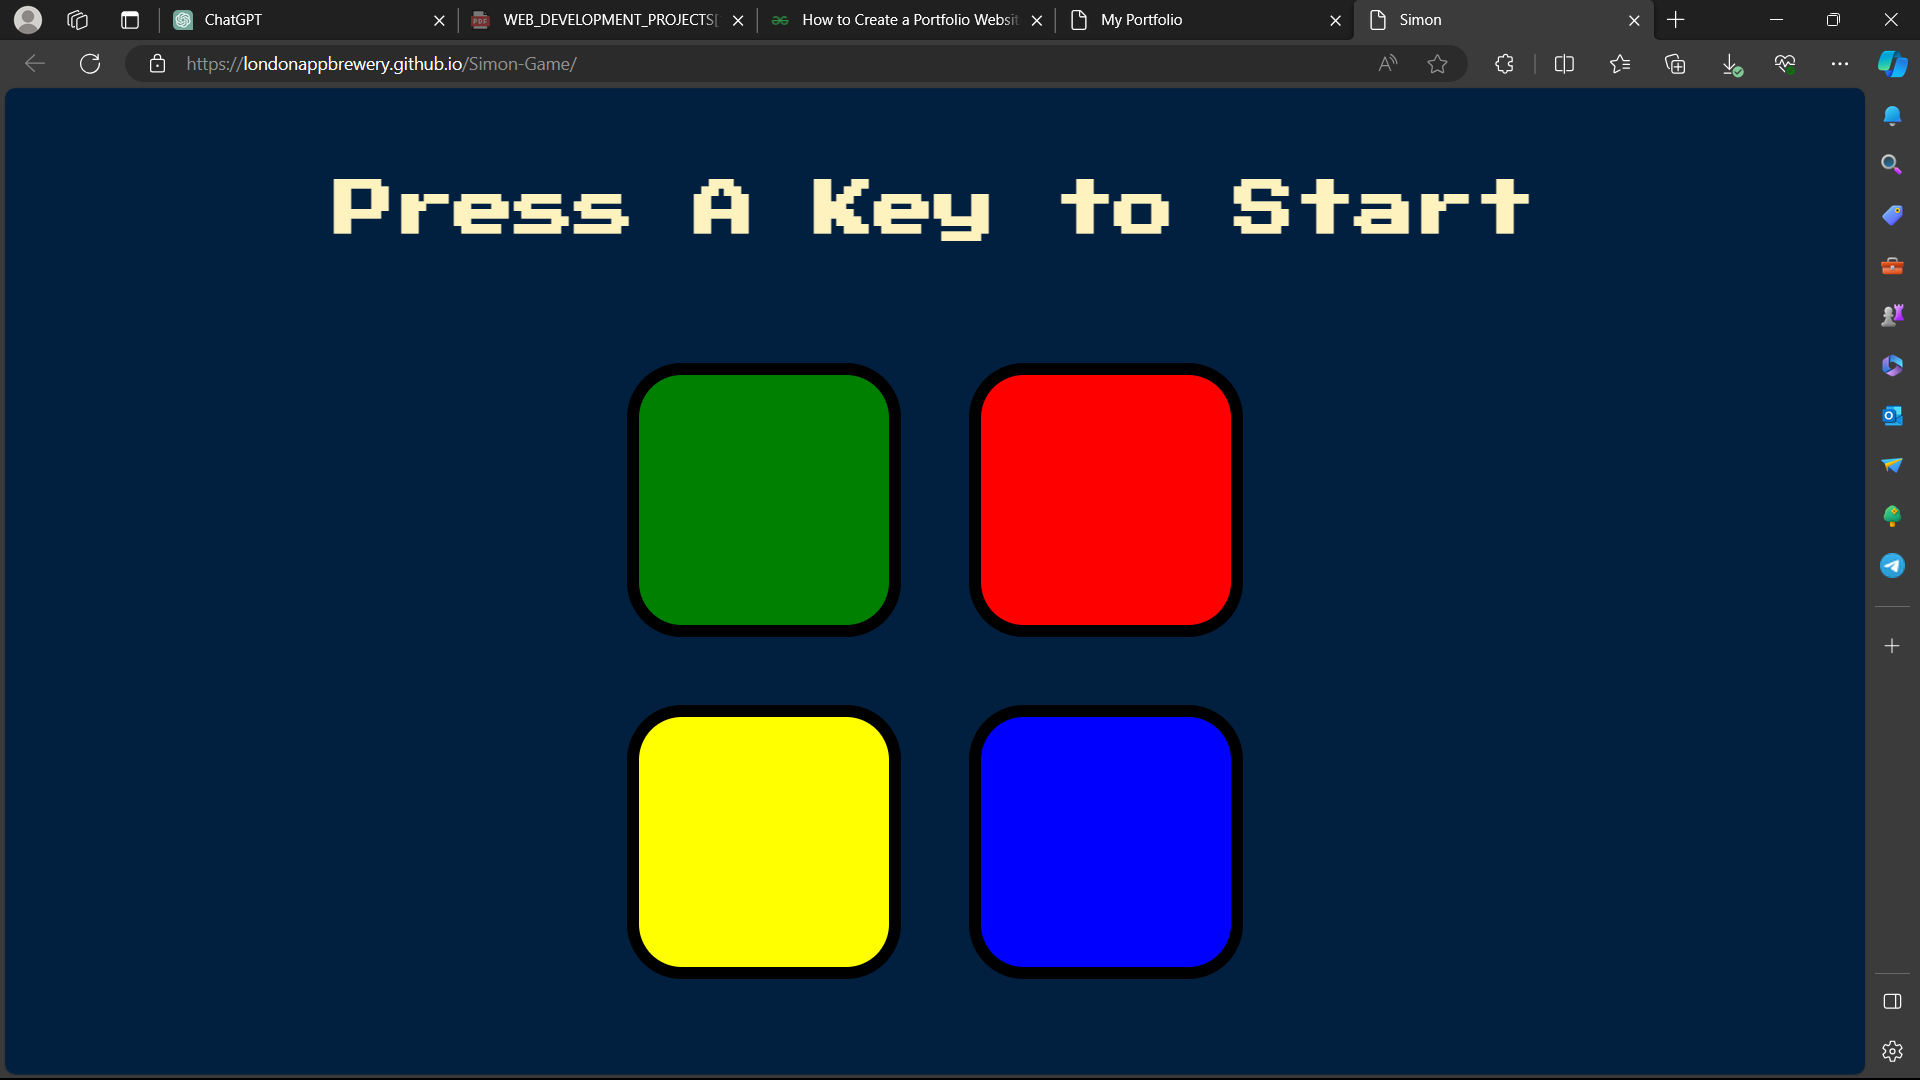 ChatGPT
WEB_DEVELOPMENT_PROJECTS[
How to Create a Portfolio Websit
My Portfolio
Simon
https://londonappbrewery.github.io/Simon-Game/
Press A Key to Start